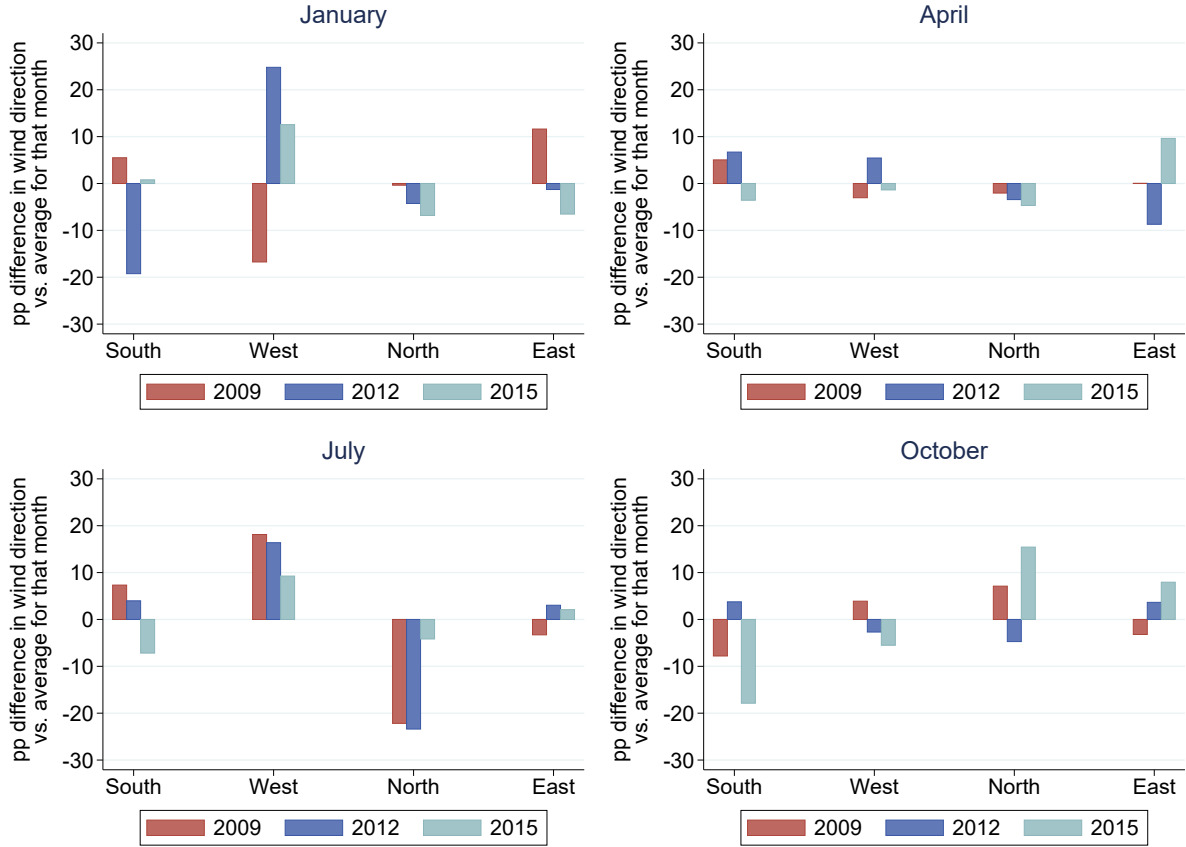 January
pp difference in wind direction
vs. average for that month
30
20
10
0
-10
-20
-30
South West North East
2009 2012 2015
April
pp difference in wind direction
vs. average for that month
30
20
10
0
-10
-20
-30
South West North East
2009 2012 2015
July
pp difference in wind direction
vs. average for that month
30
20
10
0
-10
-20
-30
South West North East
2009 2012 2015
October
pp difference in wind direction
vs. average for that month
30
20
10
0
-10
-20
-30
South West North East
2009 2012 2015